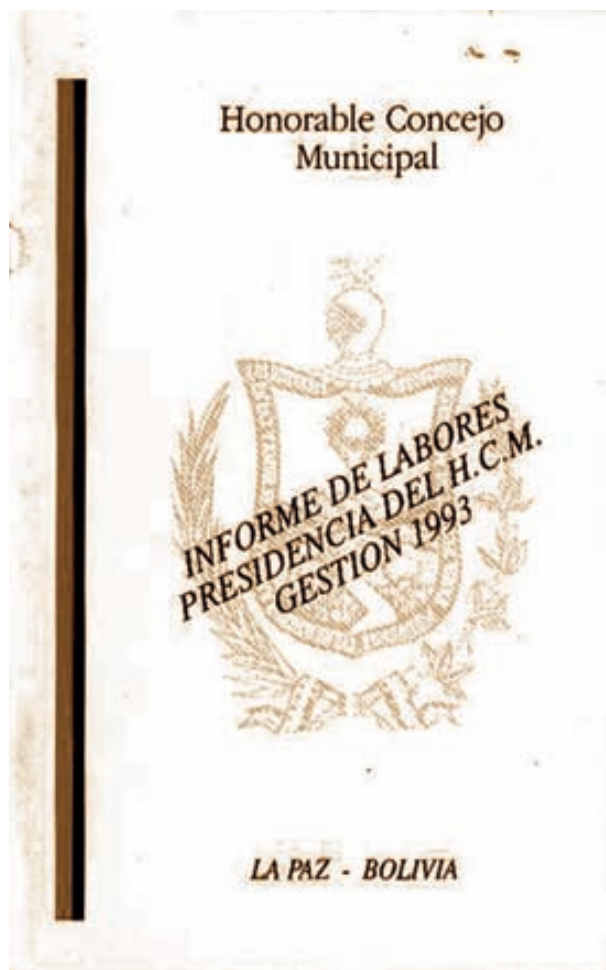 Honorable Concejo
Municipal
INFORME DE LABORES
PRESIDENCIA DEL H.C.M.
GESTION 1993
LA PAZ - BOLIVIA